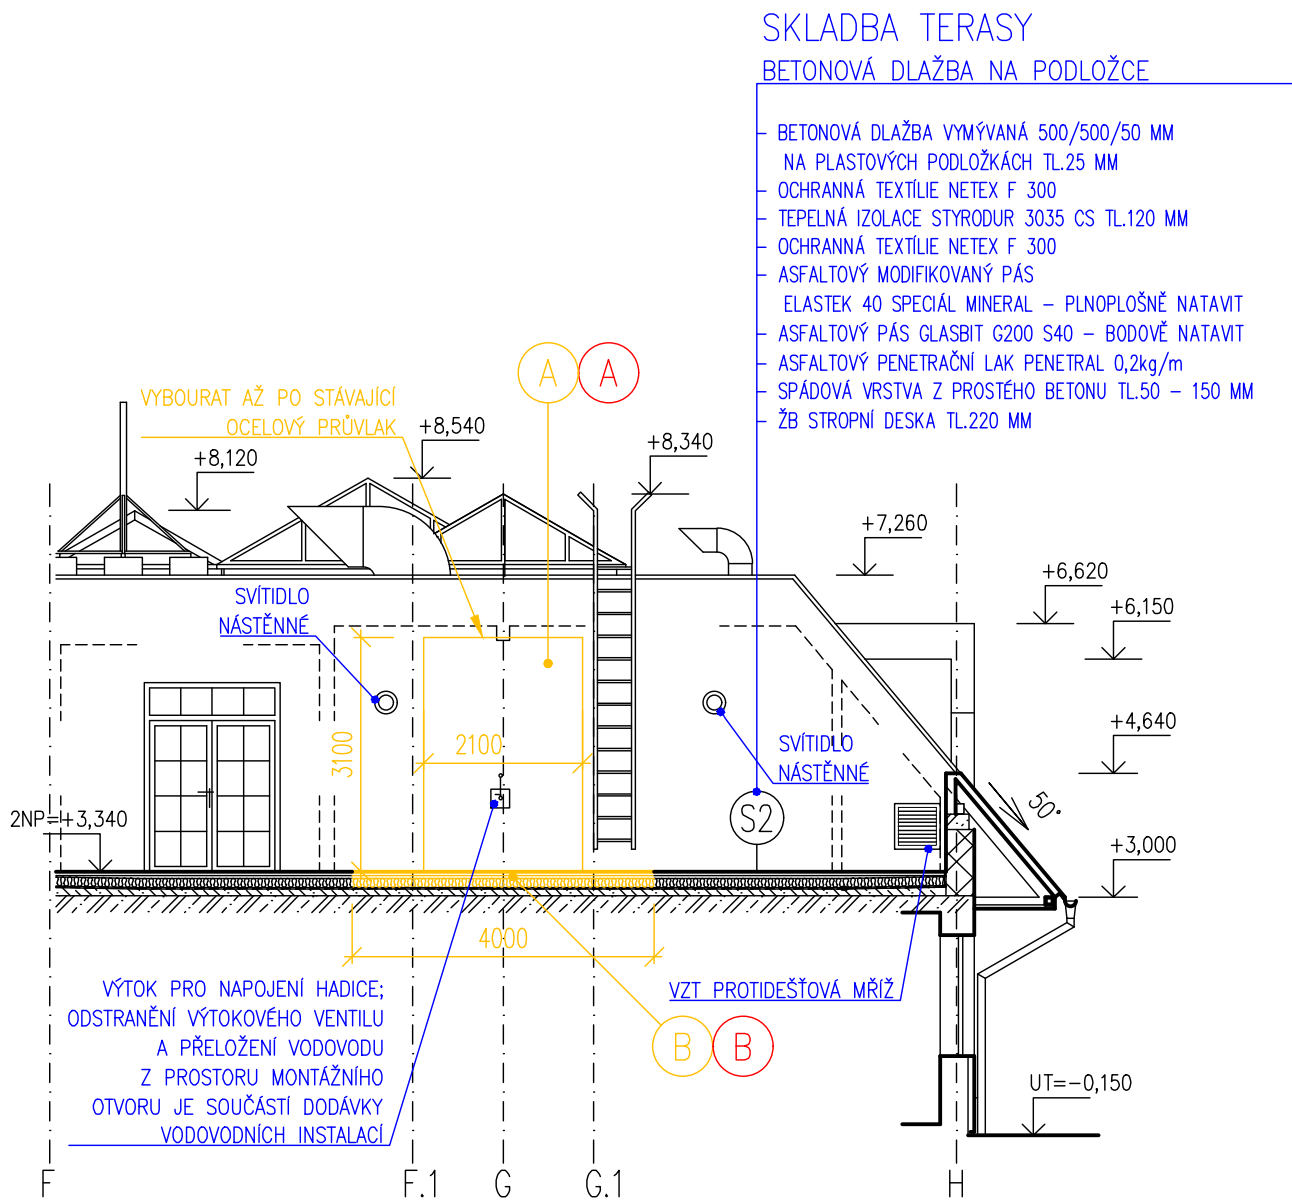 SKLADBA TERASY
BETONOVÁ DLAŽBA NA PODLOŽCE
BETONOVÁ DLAŽBA VYMÝVANÁ 500/500/50 MM
NA PLASTOVÝCH PODLOŽKÁCH TL.25 MM
OCHRANNÁ TEXTÍLIE NETEX F 300
TEPELNÁ IZOLACE STYRODUR 3035 CS TL.120 MM
OCHRANNÁ TEXTÍLIE NETEX F 300
ASFALTOVÝ MODIFIKOVANÝ PÁS
ELASTEK 40 SPECIÁL MINERAL – PLNOPLOŠNĚ NATAVIT
ASFALTOVÝ PÁS GLASBIT G200 S40 – BODOVĚ NATAVIT
ASFALTOVÝ PENETRAČNÍ LAK PENETRAL 0,2kg/m
SPÁDOVÁ VRSTVA Z PROSTÉHO BETONU TL.50 – 150 MM
ŽB STROPNÍ DESKA TL.220 MM
A
A
VYBOURAT AŽ PO STÁVAJÍCÍ
OCELOVÝ PRŮVLAK
+8,540
+8,340
+8,120
+7,260
+6,620
+6,150
SVÍTIDLO
NÁSTĚNNÉ
+4,640
3100
2100
SVÍTIDLO
NÁSTĚNNÉ
50°
S2
2NP=+3,340
+3,000
4000
VÝTOK PRO NAPOJENÍ HADICE;
ODSTRANĚNÍ VÝTOKOVÉHO VENTILU
A PŘELOŽENÍ VODOVODU
Z PROSTORU MONTÁŽNÍHO
OTVORU JE SOUČÁSTÍ DODÁVKY
VODOVODNÍCH INSTALACÍ
VZT PROTIDEŠŤOVÁ MŘÍŽ
B
B
UT=-0,150
F
F.1
G
G.1
H